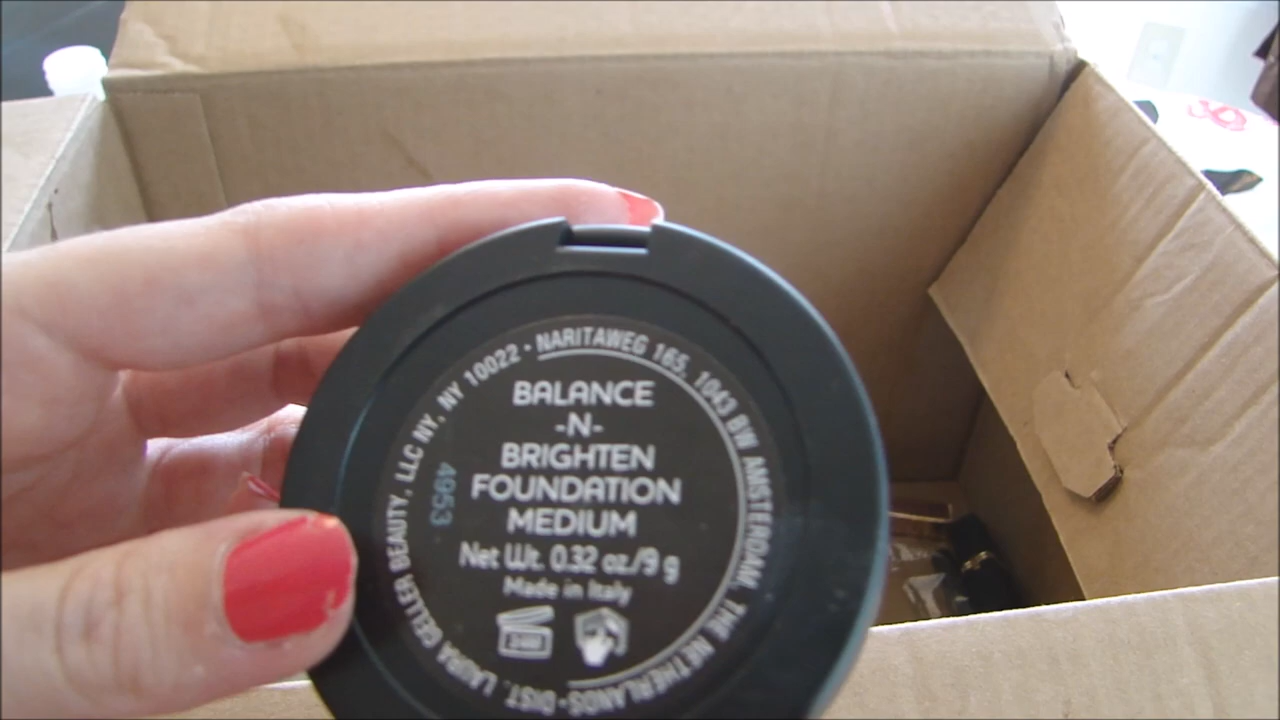 BALANCE
-N-
BRIGHTEN
FOUNDATION
MEDIUM
Net Wt. 0.32 oz./9 g
Made in Italy
4953
DIST. LAURA GELLER BEAUTY, LLC NY, NY 10022 · NARITAWEG 165, 1043 BW AMSTERDAM, THE NETHERLANDS